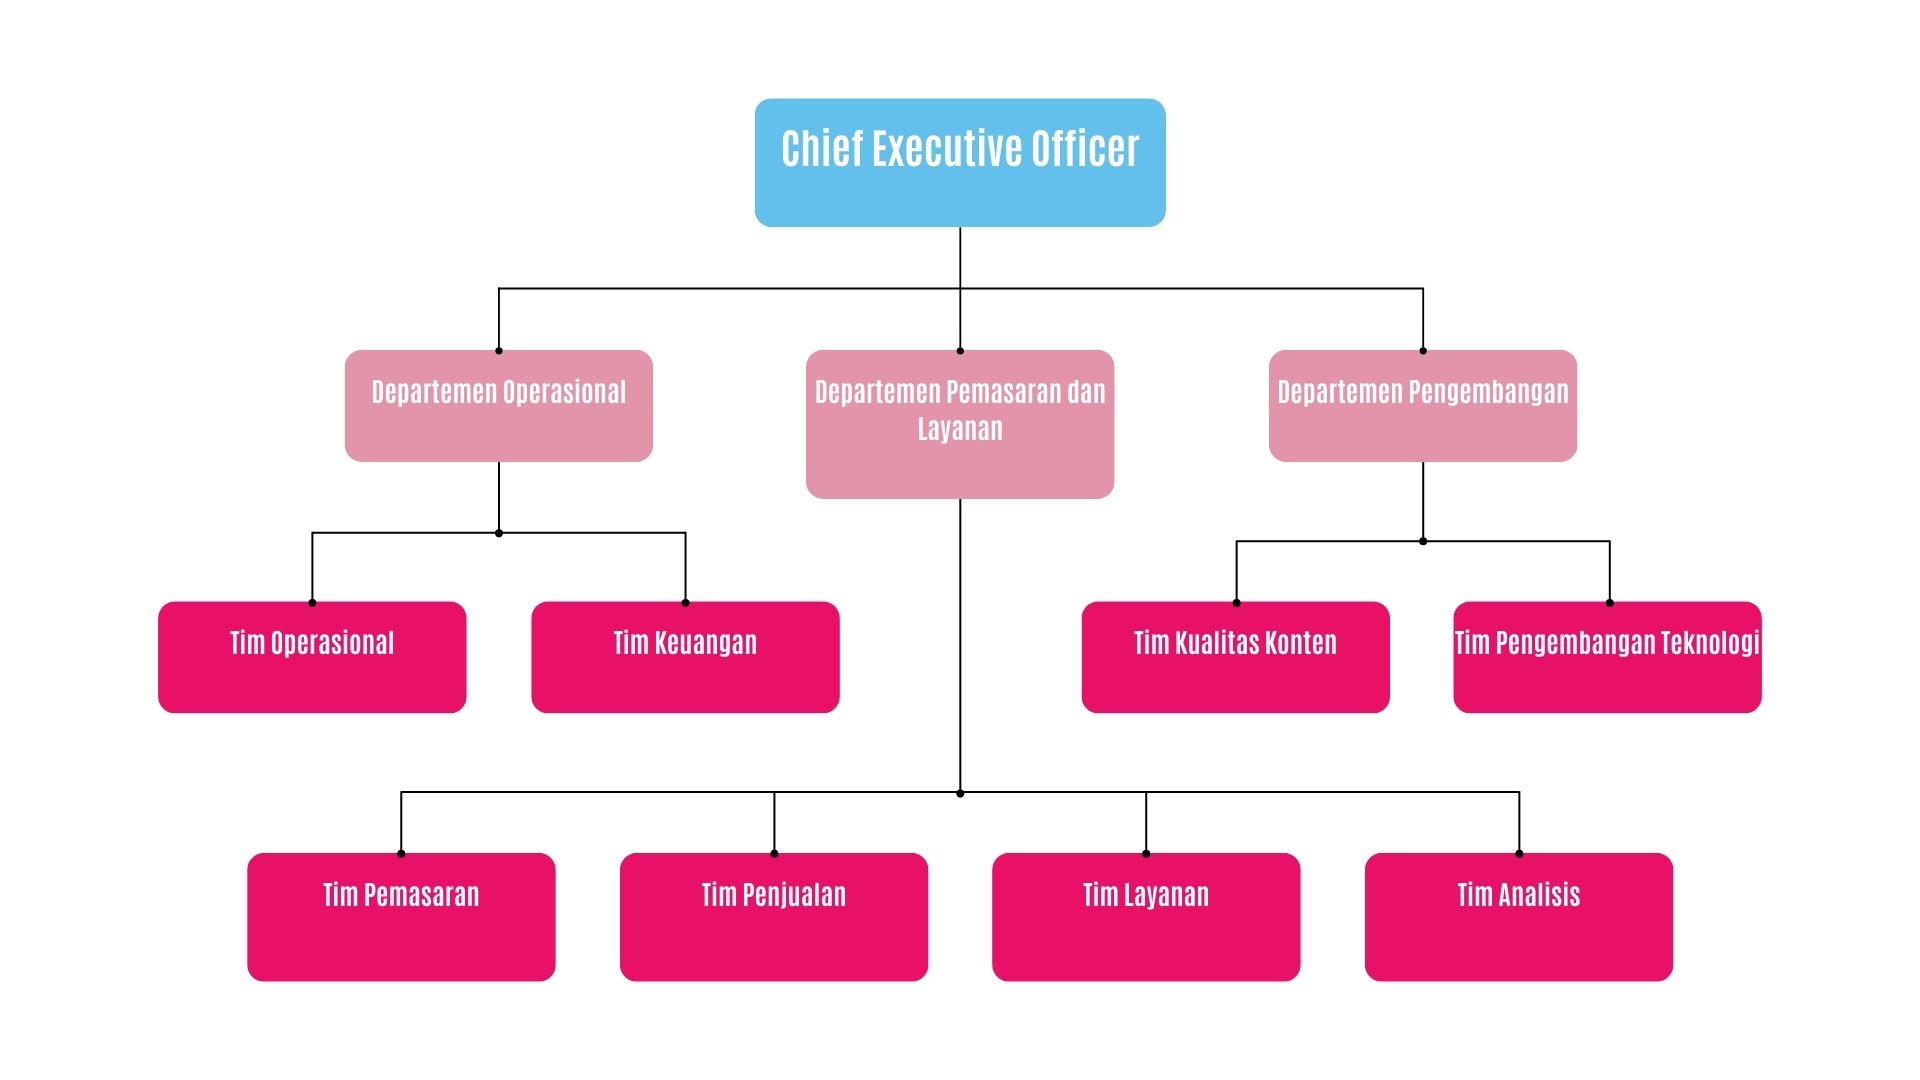 Chief Executive Officer
Departemen Operasional
Departemen Pemasaran dan
Layanan
Departemen Pengembangan
Tim Operasional
Tim Keuangan
Tim Kualitas Konten
Tim Pengembangan Teknologi
Tim Pemasaran
Tim Penjualan
Tim Layanan
Tim Analisis